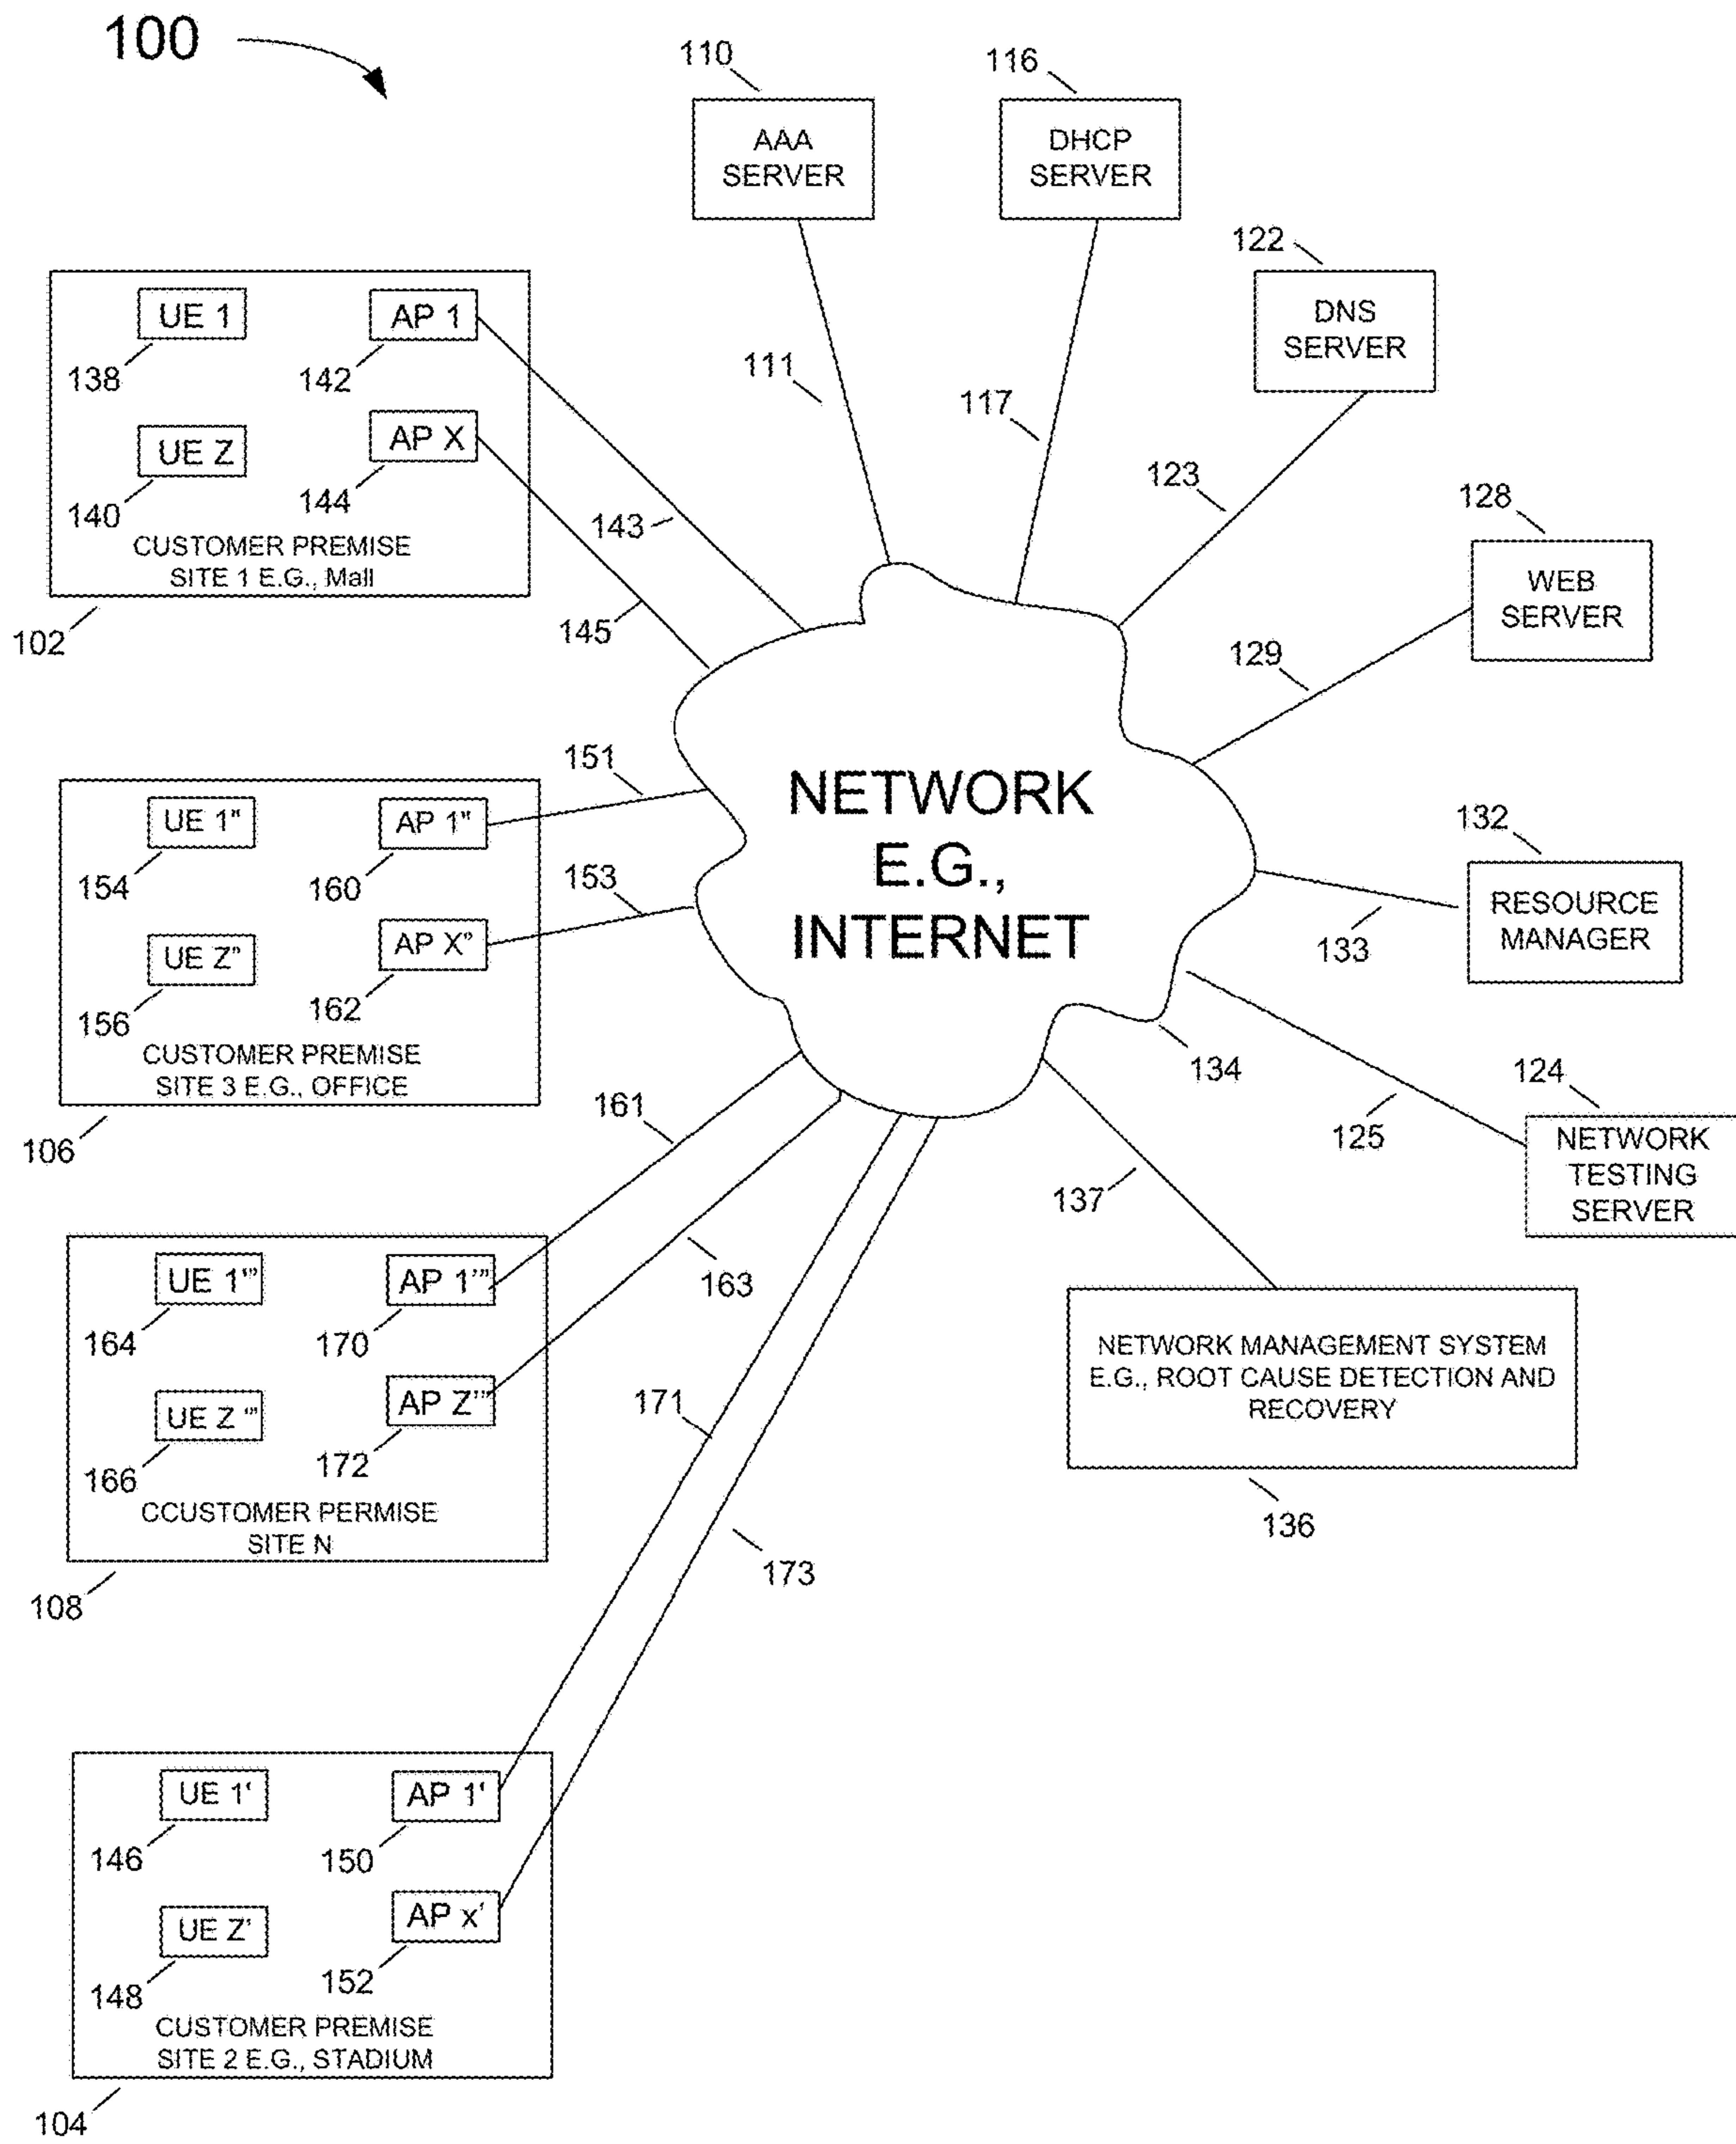 100
110
AAA
SERVER
116
DHCP
SERVER
122
DNS
SERVER
111
117
123
128
WEB
SERVER
129
UE 1
138
AP 1
142
UE Z
140
AP X
144
CUSTOMER PREMISE
SITE 1 E.G., Mall
102
143
145
NETWORK
E.G.,
INTERNET
151
153
UE 1"
154
AP 1"
160
UE Z"
156
AP X"
162
CUSTOMER PREMISE
SITE 3 E.G., OFFICE
106
132
RESOURCE
MANAGER
133
134
124
NETWORK
TESTING
SERVER
125
137
161
163
UE 1'"
164
AP 1'"
170
UE Z '"
166
AP Z'"
172
CCUSTOMER PERMISE
SITE N
108
NETWORK MANAGEMENT SYSTEM
E.G., ROOT CAUSE DETECTION AND
RECOVERY
136
171
173
UE 1'
146
AP 1'
150
UE Z'
148
AP x'
152
CUSTOMER PREMISE
SITE 2 E.G., STADIUM
104